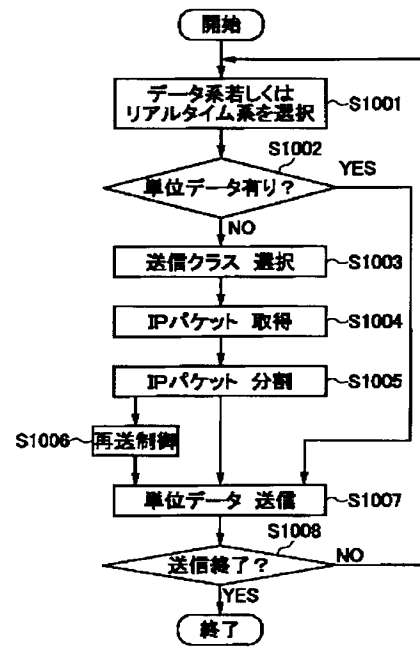 開始
データ系若しくは
リアルタイム系を選択
S1001
S1002
単位データ有り?
YES
NO
送信クラス 選択
S1003
IPパケット 取得
S1004
IPパケット 分割
S1005
S1006
再送制御
単位データ 送信
S1007
S1008
送信終了?
NO
YES
終了